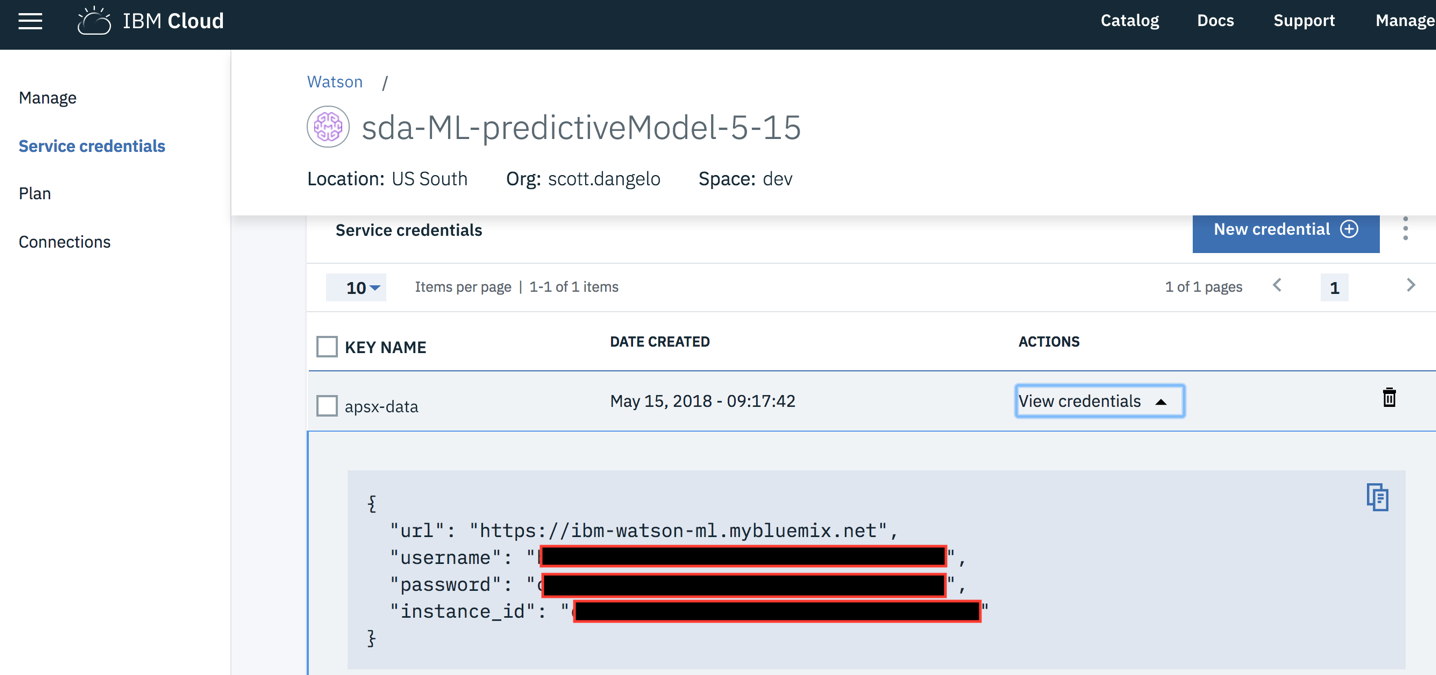 IBM Cloud Catalog Docs Support Manage
Manage
Service credentials
Plan
Connections
Watson /
sda-ML-predictiveModel-5-15
Location: US South Org: scott.dangelo Space: dev
Service credentials New credential
10 Items per page | 1-1 of 1 items 1 of 1 pages 1
KEY NAME DATE CREATED ACTIONS
apsx-data May 15, 2018 - 09:17:42 View credentials
{
"url": "https://ibm-watson-ml.mybluemix.net",
"username": "",
"password": "",
"instance_id": ""
}